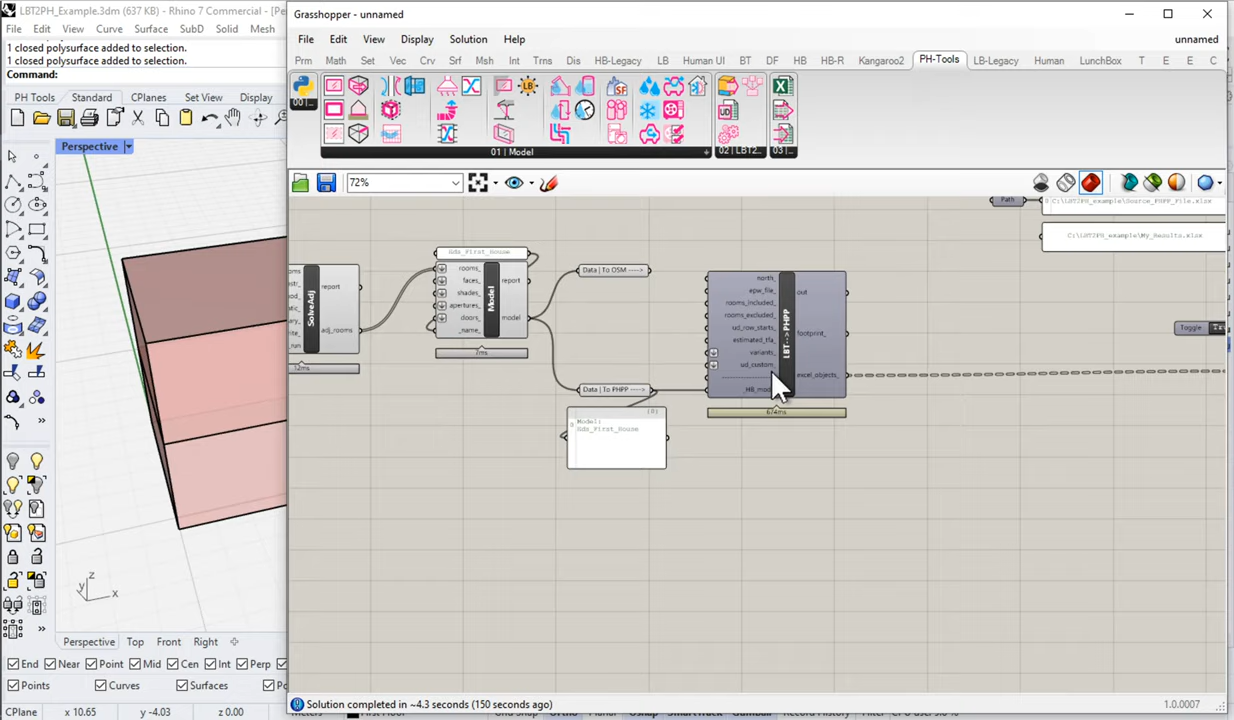 LBT2PH_Example.3dm (637 KB) - Rhino 7 Commercial - [Pe
File Edit View Curve Surface SubD Solid Mesh
1 closed polysurface added to selection.
1 closed polysurface added to selection.
Command:
PH Tools Standard CPlanes Set View Display
Perspective
z
y
x
Perspective Top Front Right
End Near Point Mid Cen Int Perp
Points Curves Surfaces
CPlane x 10.65 y -4.03 z 0.00
Grasshopper - unnamed
File Edit View Display Solution Help
unnamed
Prm Math Set Vec Crv Srf Msh Int Trns Dis HB-Legacy LB Human UI BT DF HB HB-R Kangaroo2 PH-Tools LB-Legacy Human LunchBox T E E C
01 | Model
02 | LBT2...
72%
Path
C:\LBT2PH_example\Source_PHPP_File.xlsx
C:\LBT2PH_example\My_Results.xlsx
Toggle
SolveAdj
report
adj_rooms
12ms
Gdx_First_House
rooms_
faces_
shades_
apertures_
doors_
_name_
Model
report
model
7ms
Data | To OSM ---->
Data | To PHPP ---->
{0}
0 Model:
Gdx_First_House
north_
epw_file_
rooms_included_
rooms_excluded_
ud_row_starts_
estimated_tfa_
variants_
ud_custom_
LBT-->PHPP
out
footprint_
excel_objects_
674ms
Solution completed in ~4.3 seconds (150 seconds ago)
1.0.0007